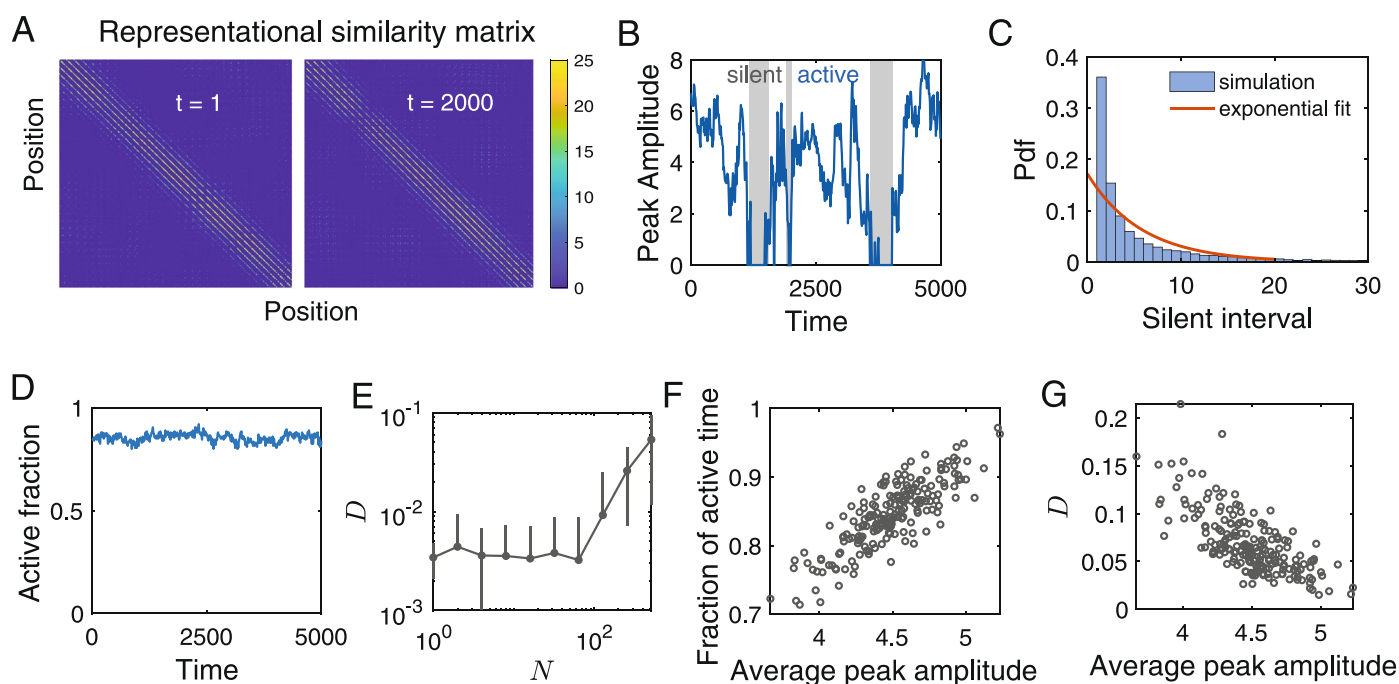 A
Representational similarity matrix
t = 1
t = 2000
25
20
15
10
5
0
Position
Position
B
silent
active
8
6
4
2
0
Peak Amplitude
0
2500
5000
Time
C
simulation
exponential fit
0.4
0.3
0.2
0.1
0
Pdf
0
10
20
30
Silent interval
D
1
0.5
0
Active fraction
0
2500
5000
Time
E
10-1
10-2
10-3
D
100
102
N
F
1
0.9
0.8
0.7
Fraction of active time
4
4.5
5
Average peak amplitude
G
0.2
0.15
0.1
0.05
0
D
4
4.5
5
Average peak amplitude